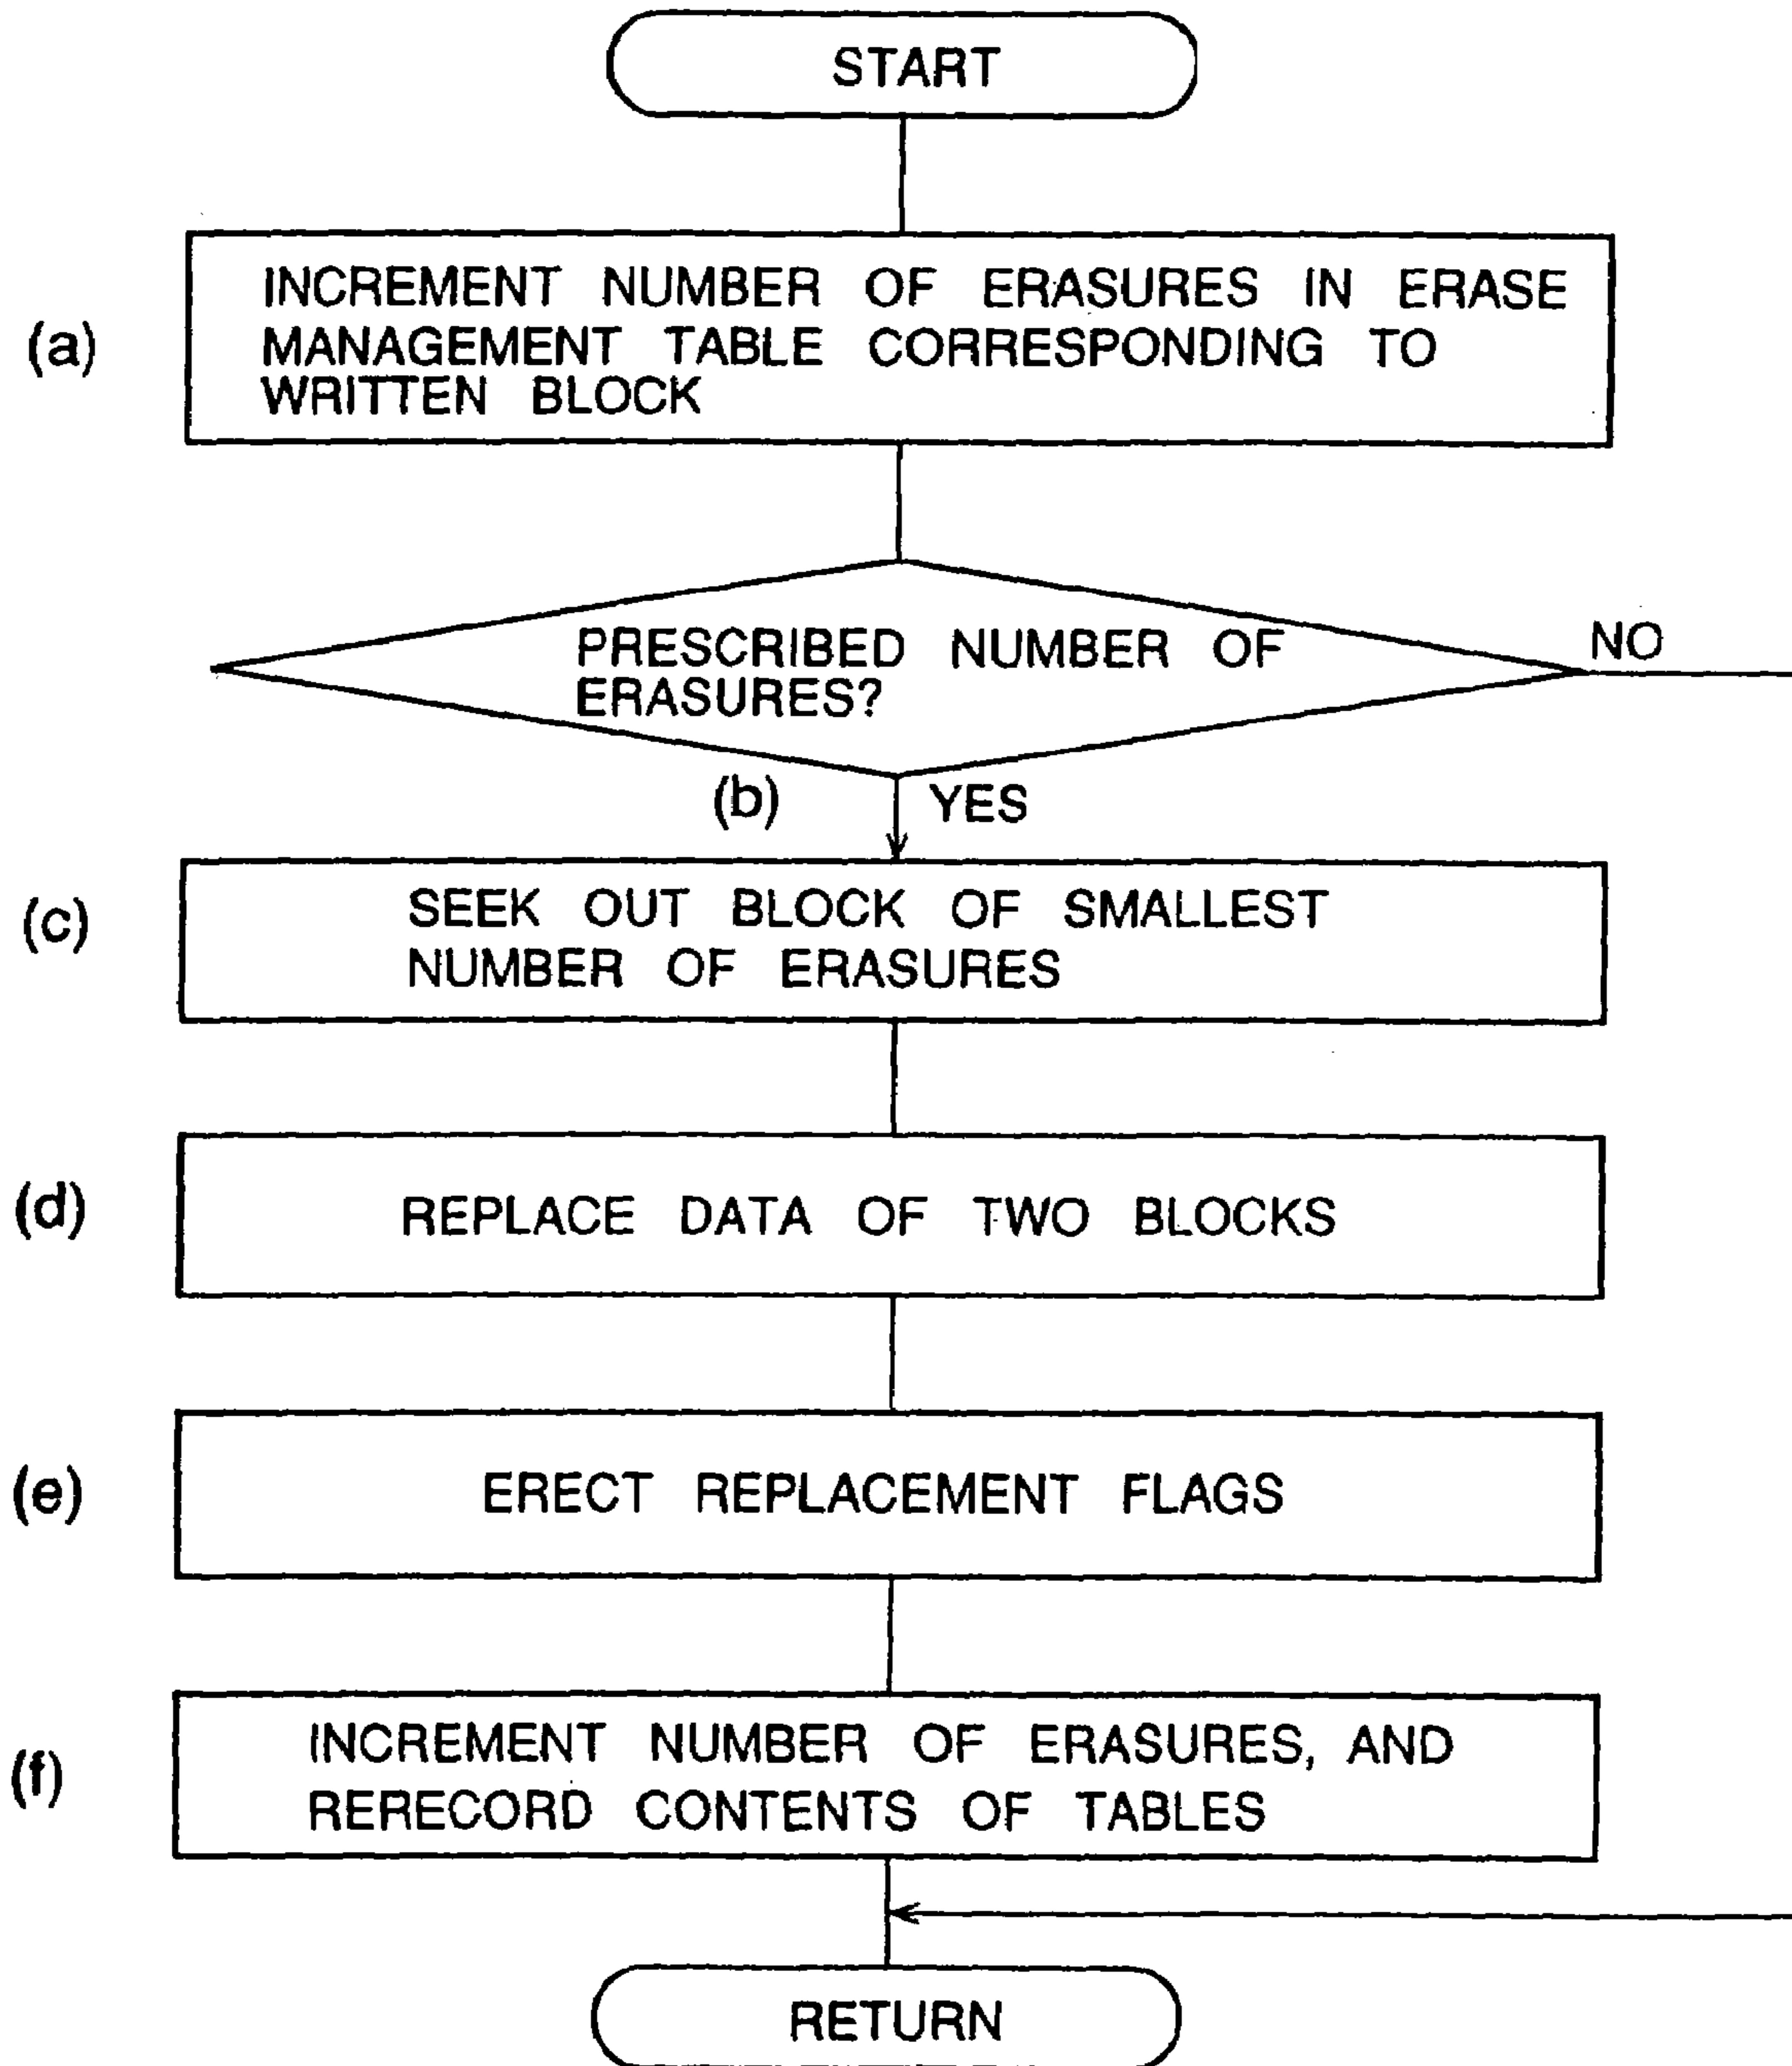 START
(a)
INCREMENT NUMBER OF ERASURES IN ERASE
MANAGEMENT TABLE CORRESPONDING TO
WRITTEN BLOCK
PRESCRIBED NUMBER OF
ERASURES?
NO
(b)
YES
(c)
SEEK OUT BLOCK OF SMALLEST
NUMBER OF ERASURES
(d)
REPLACE DATA OF TWO BLOCKS
(e)
ERECT REPLACEMENT FLAGS
(f)
INCREMENT NUMBER OF ERASURES, AND
RERECORD CONTENTS OF TABLES
RETURN